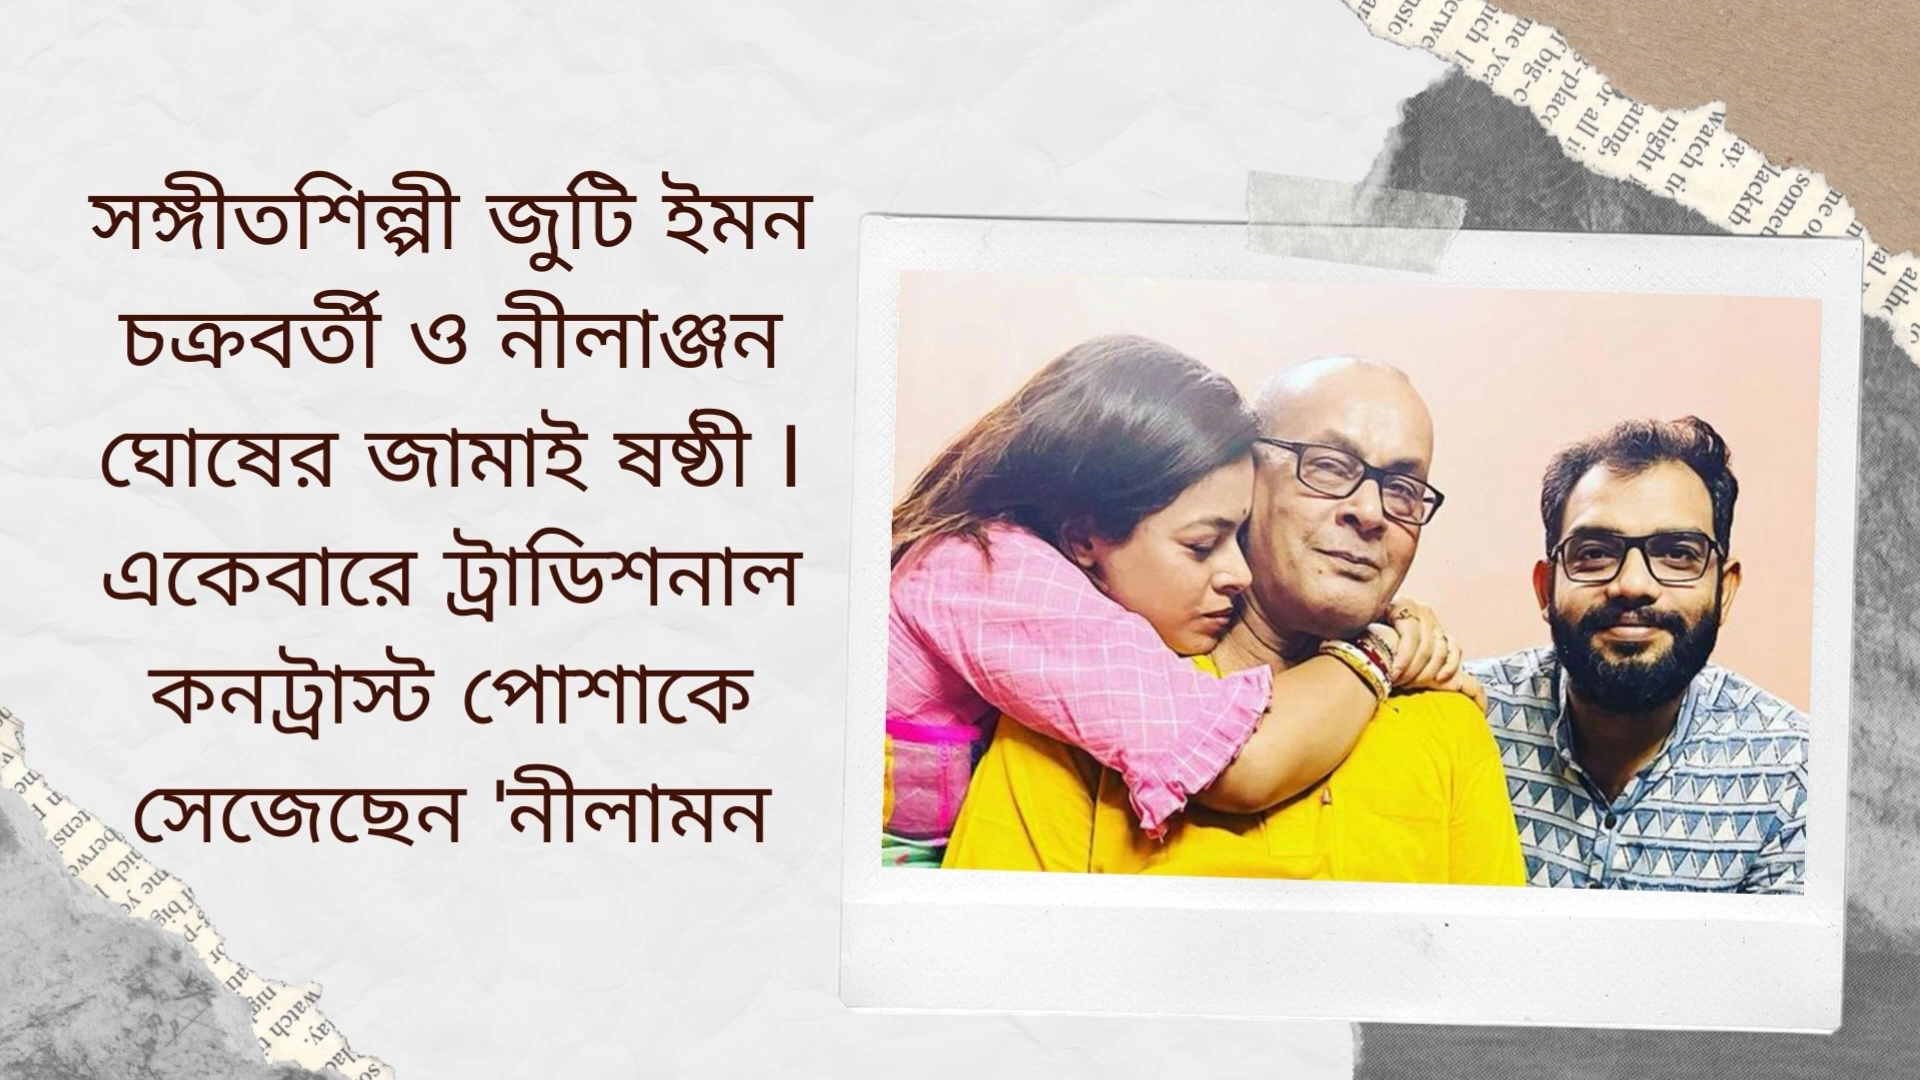 সঙ্গীতশিল্পী জুটি ইমন
চক্রবর্তী ও নীলাঞ্জন
ঘোষের জামাই ষষ্ঠী ।
একেবারে ট্রাডিশনাল
কনট্রাস্ট পোশাকে
সেজেছেন 'নীলামন